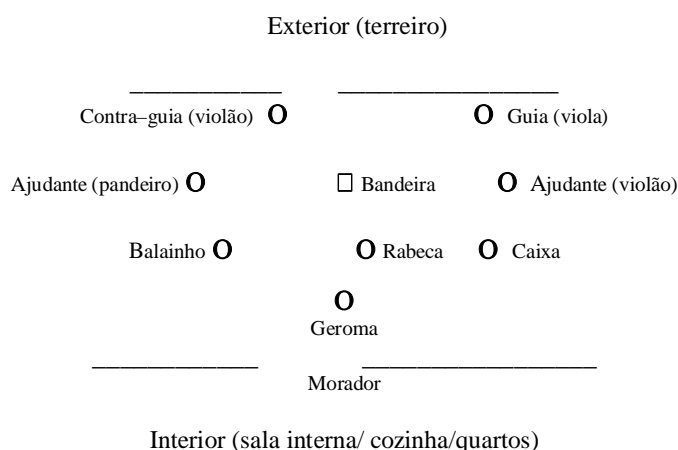 Exterior (terreiro)
Contra–guia (violão) O O Guia (viola)
Ajudante (pandeiro) O □ Bandeira O Ajudante (violão)
Balainho O O Rabeca O Caixa
O
Geroma
Morador
Interior (sala interna/ cozinha/quartos)